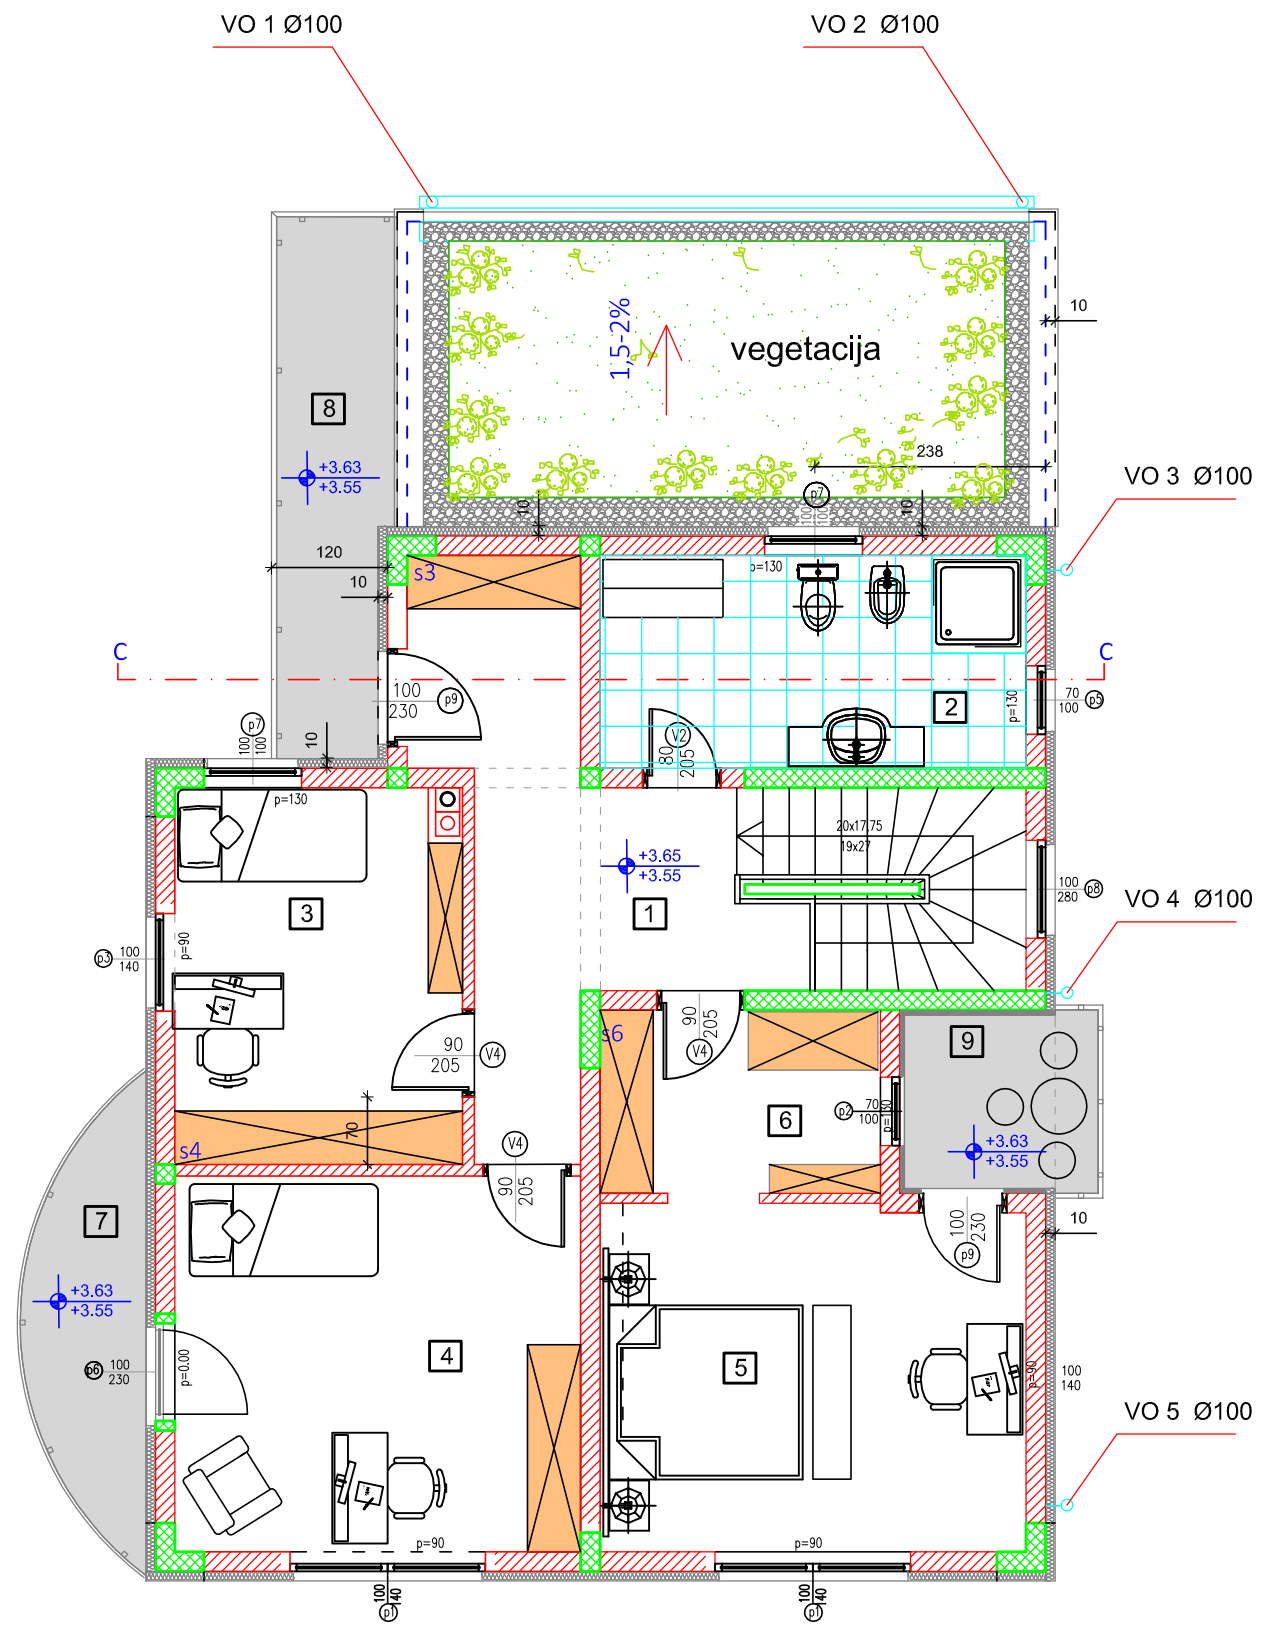 VO 1 Ø100
VO 2 Ø100
10
1,5-2%
vegetacija
8
+3.63
+3.55
238
VO 3 Ø100
p7
100
100
10
10
120
10
s3
p=130
C
C
100
230
p9
2
p=130
70
100
p5
p7
100
100
10
V2
80
205
p=130
20x17,75
19x27
+3.65
+3.55
100
280
p8
VO 4 Ø100
3
1
p3
100
140
p=90
90
205
V4
90
205
V4
s6
9
6
p2
70
100
p=130
+3.63
+3.55
70
s4
V4
90
205
7
+3.63
+3.55
100
230
p9
10
4
5
p6
100
230
p=0.00
p=90
100
140
VO 5 Ø100
p=90
p=90
100
140
p1
100
140
p1